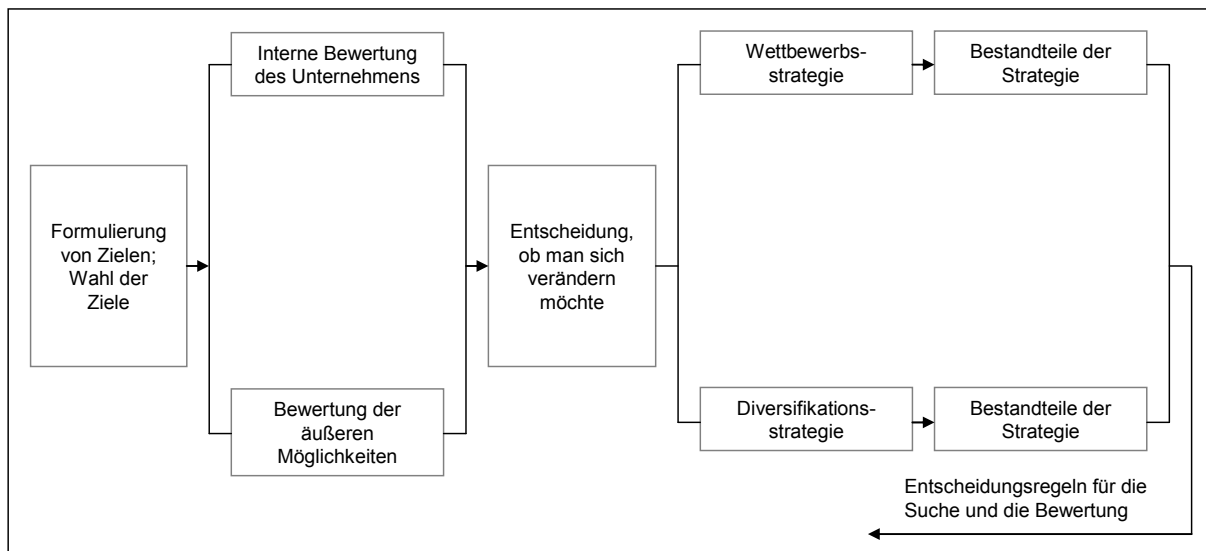 Formulierung
von Zielen;
Wahl der
Ziele
Interne Bewertung
des Unternehmens
Bewertung der
äußeren
Möglichkeiten
Entscheidung,
ob man sich
verändern
möchte
Wettbewerbs-
strategie
Bestandteile der
Strategie
Diversifikations-
strategie
Bestandteile der
Strategie
Entscheidungsregeln für die
Suche und die Bewertung